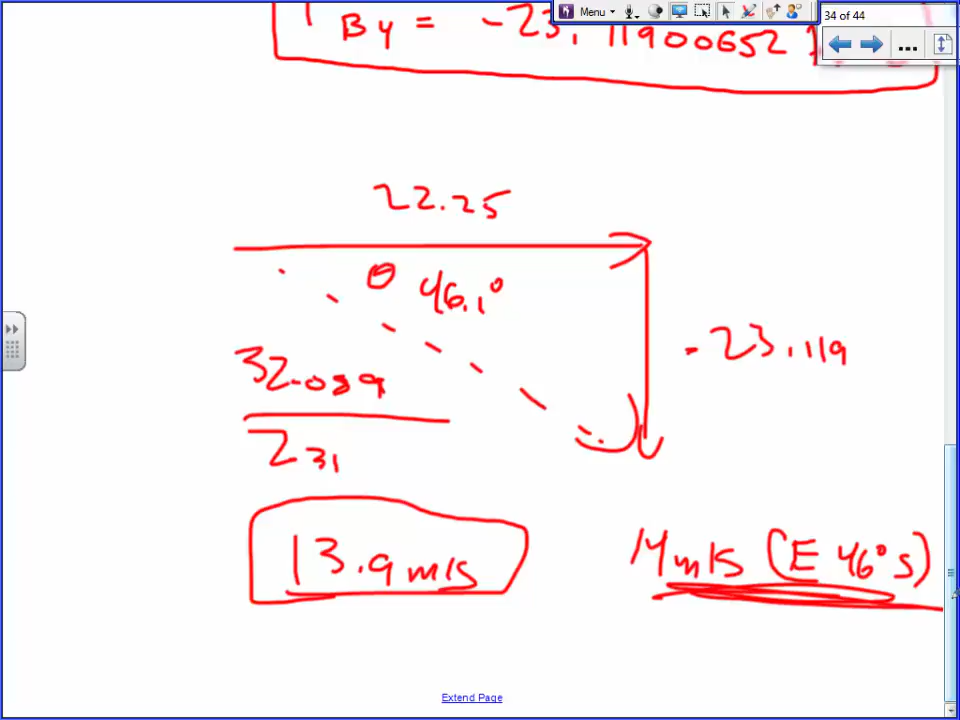 Menu
34 of 44
By = -23.11900652
22.25
θ 46.1°
-23.119
32.089
231
13.9 m/s
14 m/s (E 46° S)
Extend Page